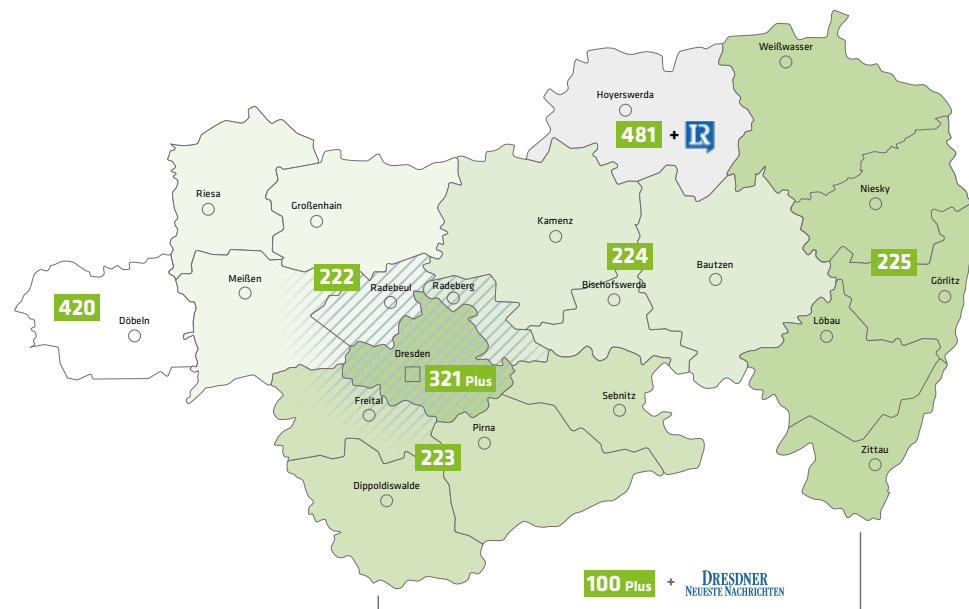 Weißwasser
Hoyerswerda
481 + LR
Riesa
Niesky
Großenhain
Kamenz
224
225
Bautzen
222
Meißen
Radebeul
Radeberg
Bischofswerda
Görlitz
420
Döbeln
Löbau
Dresden
321 Plus
Sebnitz
Freital
Pirna
223
Zittau
Dippoldiswalde
100 Plus + DRESDNER
NEUESTE NACHRICHTEN